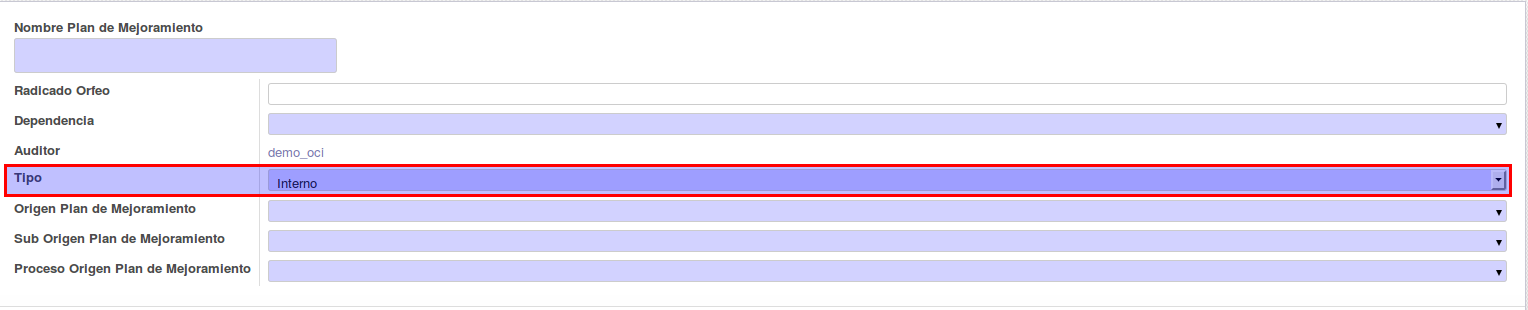 Nombre Plan de Mejoramiento
Radicado Orfeo
Dependencia
Auditor demo_oci
Tipo Interno
Origen Plan de Mejoramiento
Sub Origen Plan de Mejoramiento
Proceso Origen Plan de Mejoramiento